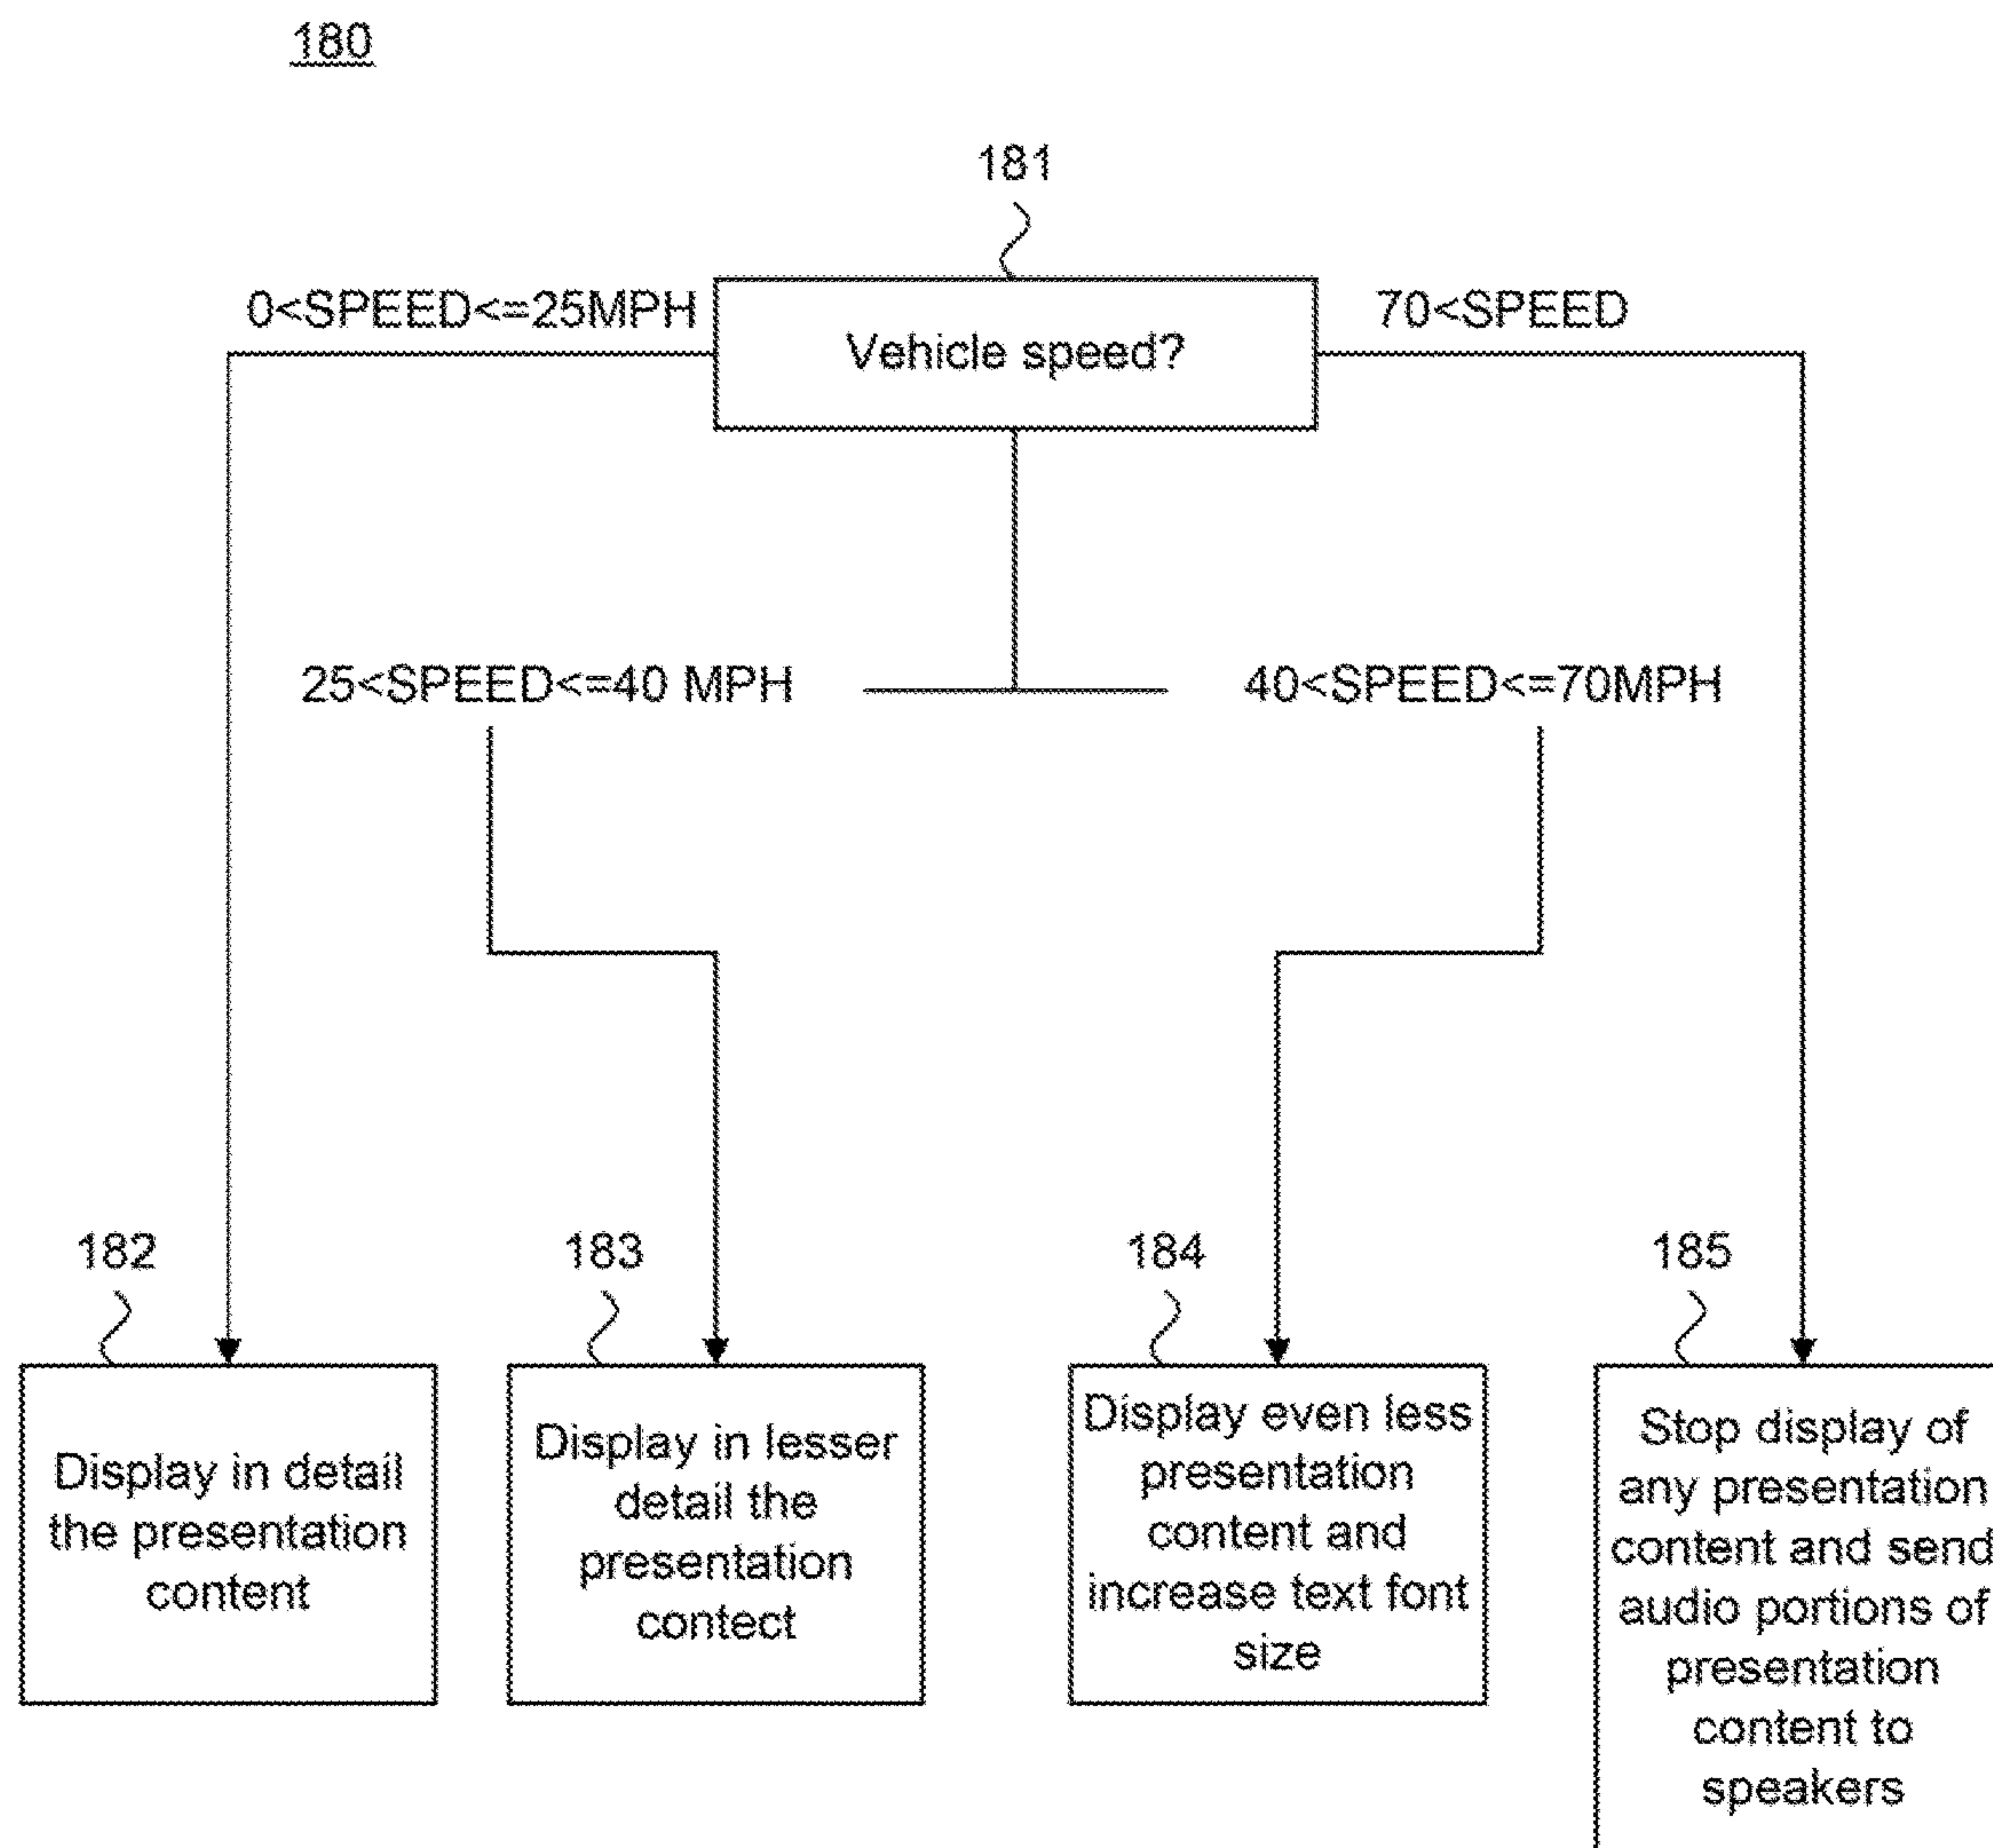 180
181
0<SPEED<=25MPH
Vehicle speed?
70<SPEED
25<SPEED<=40 MPH
40<SPEED<=70MPH
182
183
184
185
Display in detail
the presentation
content
Display in lesser
detail the
presentation
contect
Display even less
presentation
content and
increase text font
size
Stop display of
any presentation
content and send
audio portions of
presentation
content to
speakers